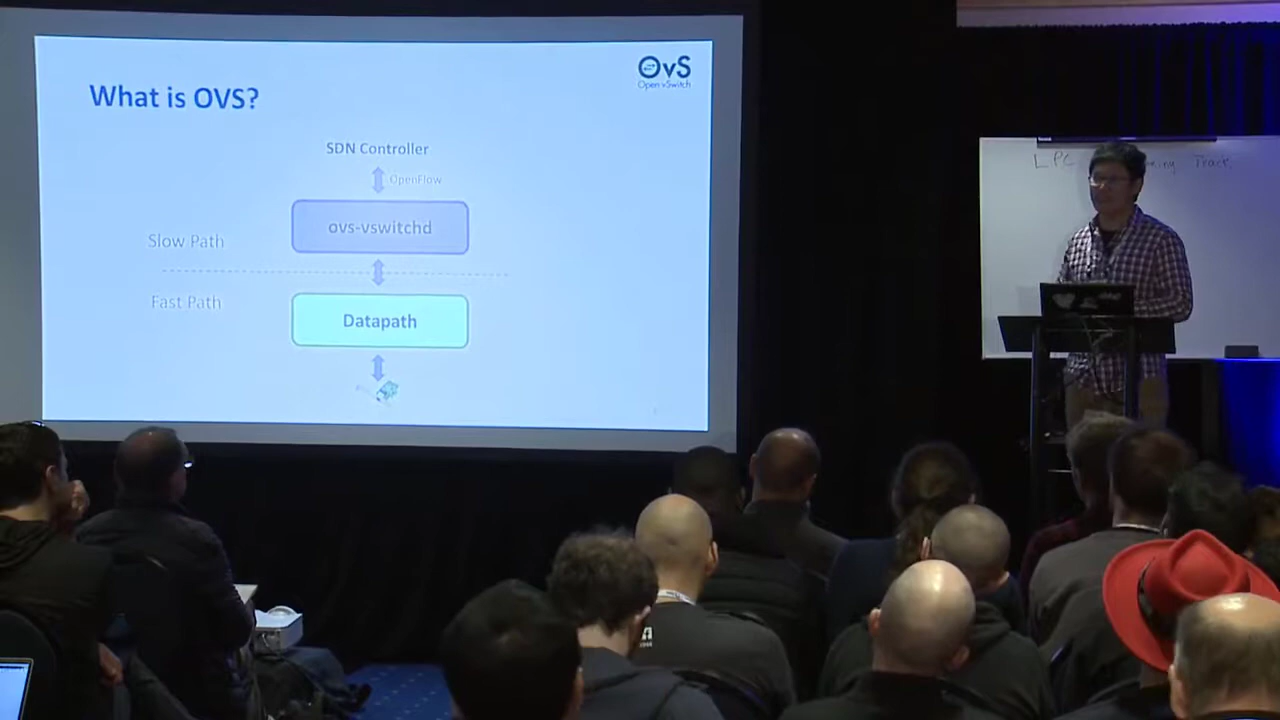 What is OVS?
OvS
Open vSwitch
SDN Controller
OpenFlow
ovs-vswitchd
Slow Path
Fast Path
Datapath
LPC
Track